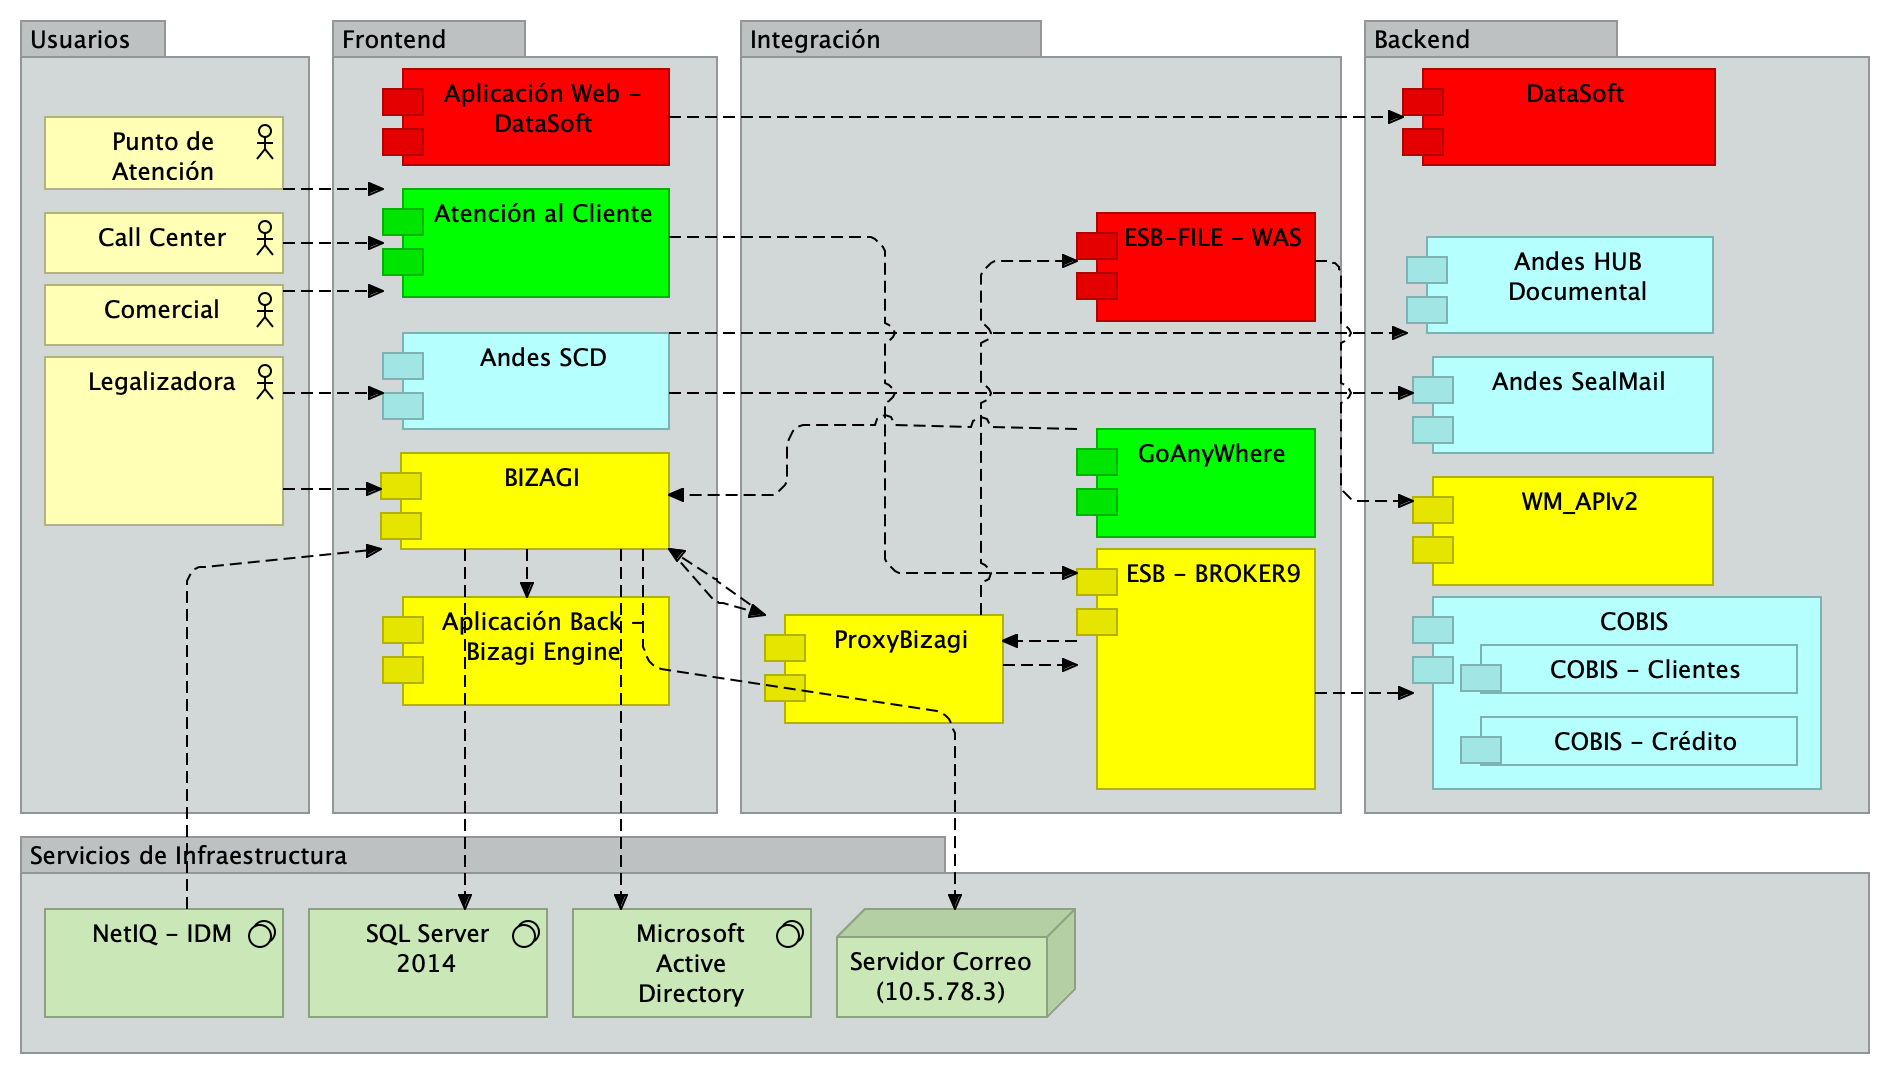 Usuarios
Punto de
Atención
Call Center
Comercial
Legalizadora
Frontend
Aplicación Web -
DataSoft
Atención al Cliente
Andes SCD
BIZAGI
Aplicación Back -
Bizagi Engine
Integración
ESB-FILE - WAS
GoAnyWhere
ESB - BROKER9
ProxyBizagi
Backend
DataSoft
Andes HUB
Documental
Andes SealMail
WM_APIv2
COBIS
COBIS - Clientes
COBIS - Crédito
Servicios de Infraestructura
NetIQ - IDM
SQL Server
2014
Microsoft
Active
Directory
Servidor Correo
(10.5.78.3)